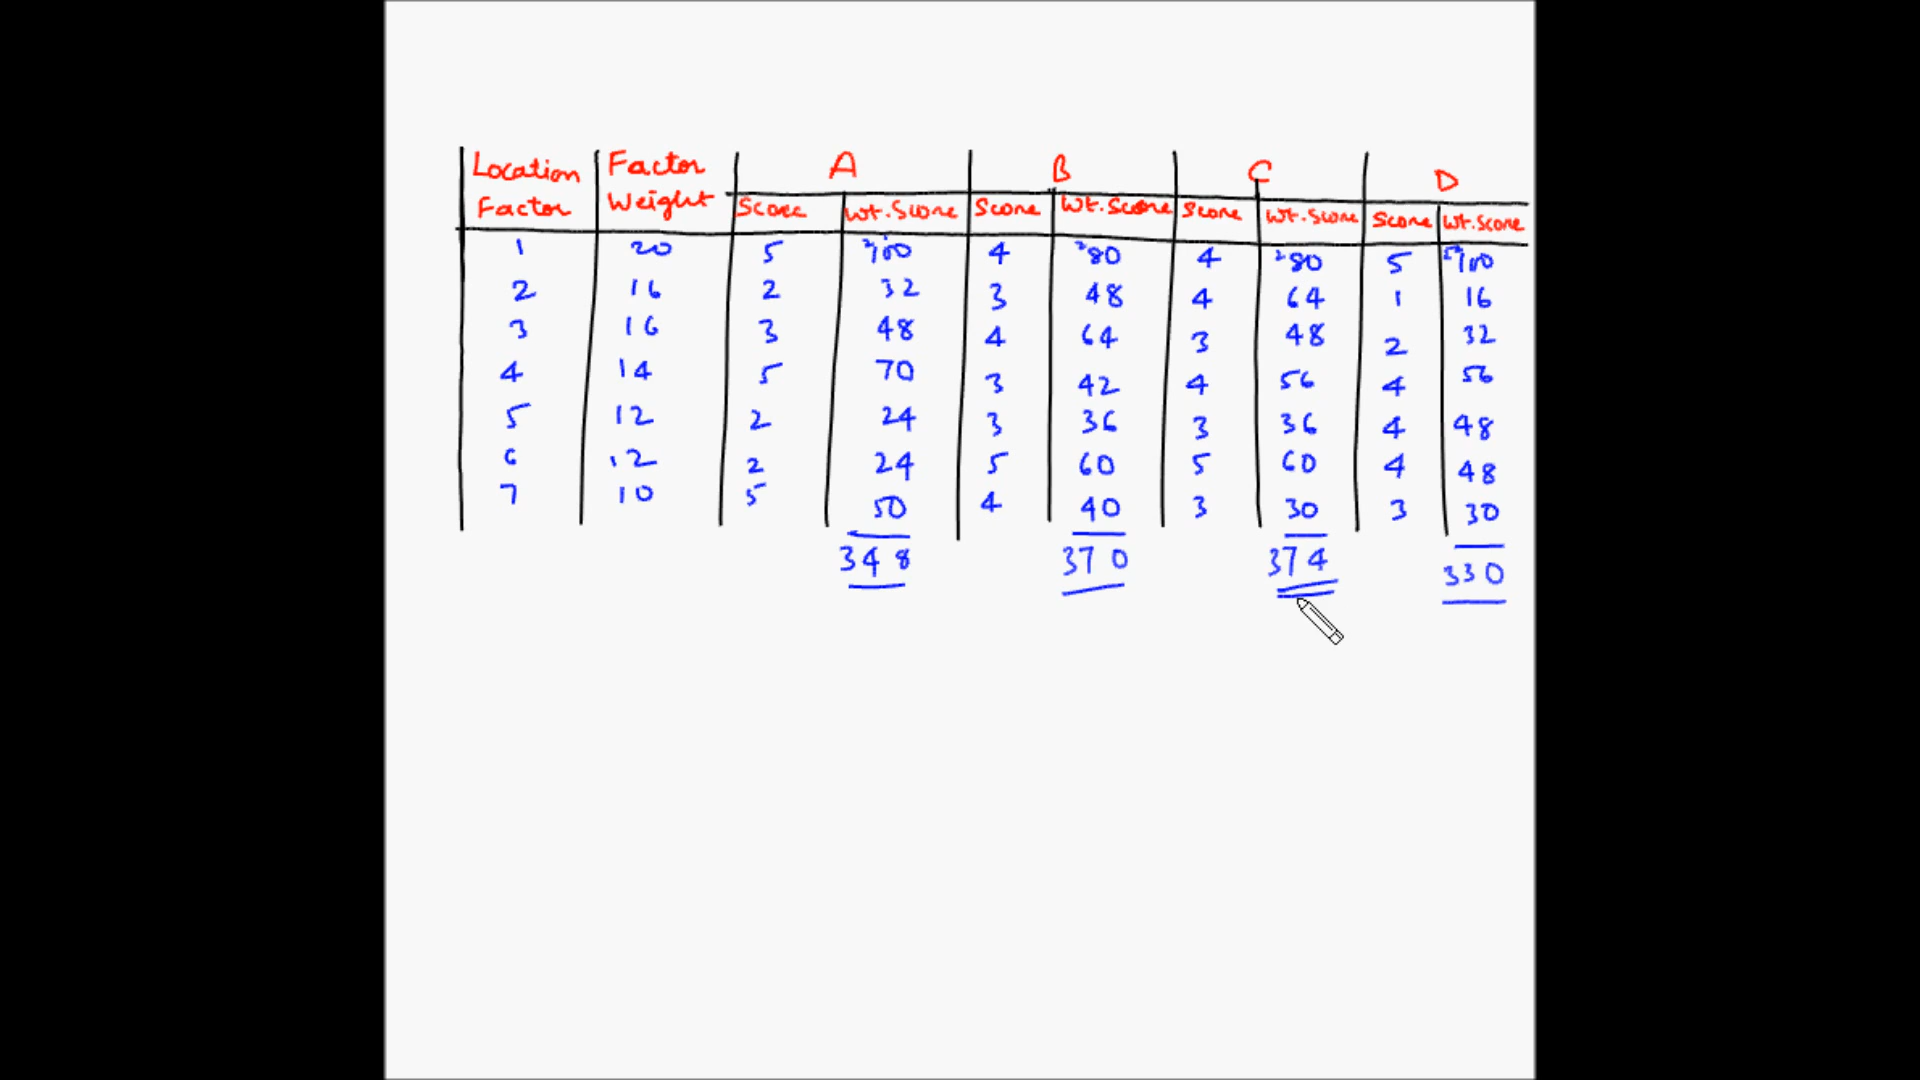 Location Factor Factor Weight A B C D
Score Wt.Score Score Wt.Score Score Wt.Score Score Wt.Score
1 20 5 100 4 80 4 80 5 100
2 16 2 32 3 48 4 64 1 16
3 16 3 48 4 64 3 48 2 32
4 14 5 70 3 42 4 56 4 56
5 12 2 24 3 36 3 36 4 48
6 12 2 24 5 60 5 60 4 48
7 10 5 50 4 40 3 30 3 30
348 370 374 330